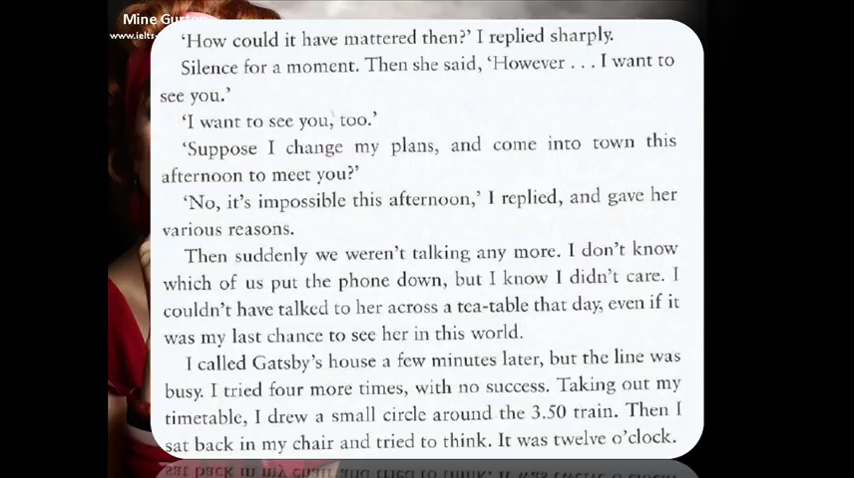 Mine
www.ielts-
‘How could it have mattered then?’ I replied sharply.
Silence for a moment. Then she said, ‘However . . . I want to
see you.’
‘I want to see you, too.’
‘Suppose I change my plans, and come into town this
afternoon to meet you?’
‘No, it’s impossible this afternoon,’ I replied, and gave her
various reasons.
Then suddenly we weren’t talking any more. I don’t know
which of us put the phone down, but I know I didn’t care. I
couldn’t have talked to her across a tea-table that day, even if it
was my last chance to see her in this world.
I called Gatsby’s house a few minutes later, but the line was
busy. I tried four more times, with no success. Taking out my
timetable, I drew a small circle around the 3.50 train. Then I
sat back in my chair and tried to think. It was twelve o’clock.